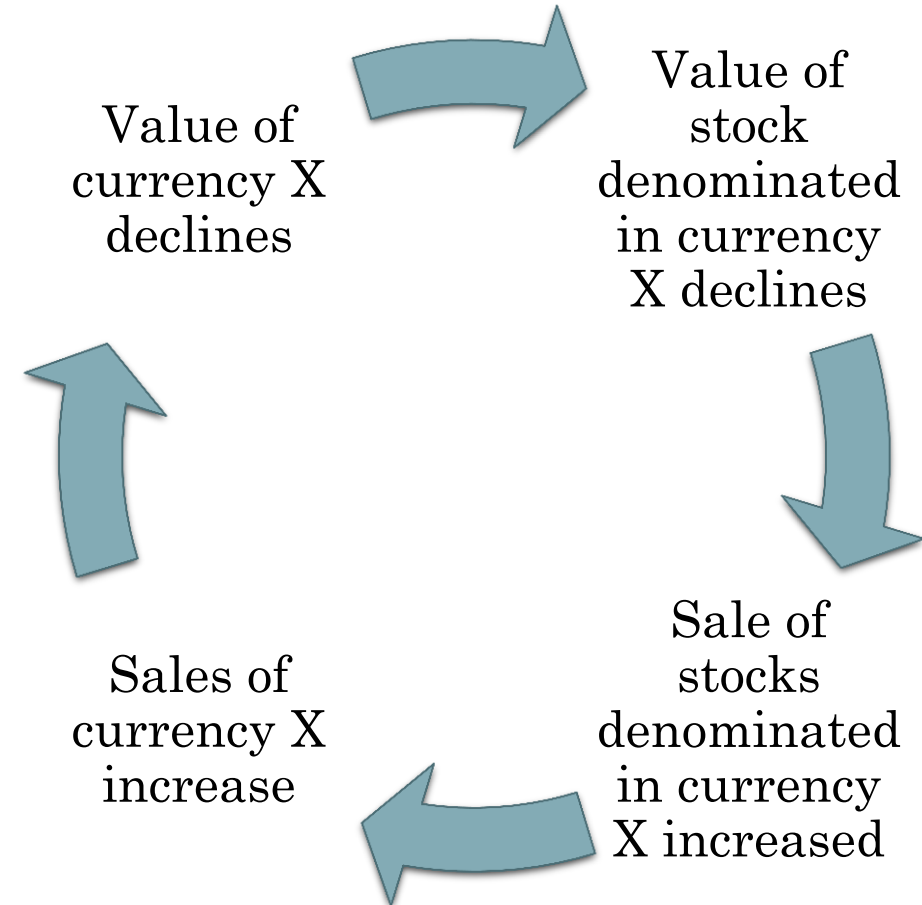 Value of
currency X
declines
Value of
stock
denominated
in currency
X declines
Sale of
stocks
denominated
in currency
X increased
Sales of
currency X
increase